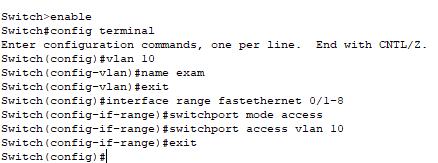 Switch>enable
Switch#config terminal
Enter configuration commands, one per line.  End with CNTL/Z.
Switch(config)#vlan 10
Switch(config-vlan)#name exam
Switch(config-vlan)#exit
Switch(config)#interface range fastethernet 0/1-8
Switch(config-if-range)#switchport mode access
Switch(config-if-range)#switchport access vlan 10
Switch(config-if-range)#exit
Switch(config)#